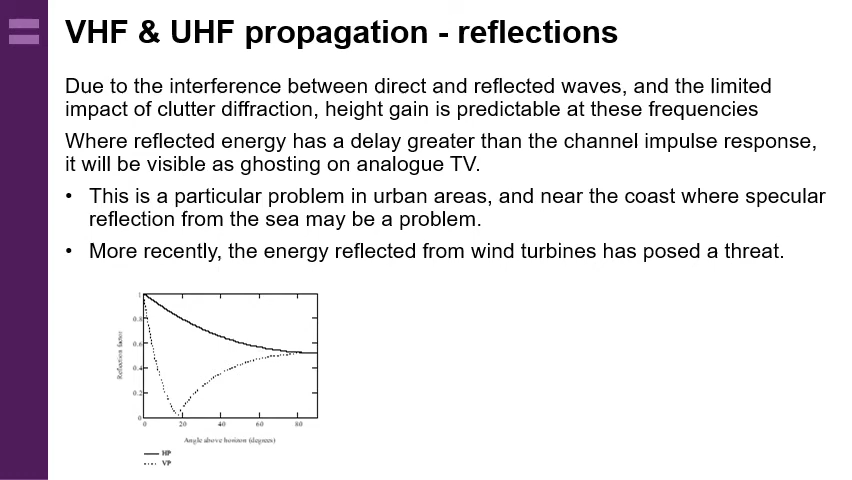 VHF & UHF propagation - reflections
Due to the interference between direct and reflected waves, and the limited
impact of clutter diffraction, height gain is predictable at these frequencies
Where reflected energy has a delay greater than the channel impulse response,
it will be visible as ghosting on analogue TV.
• This is a particular problem in urban areas, and near the coast where specular
reflection from the sea may be a problem.
• More recently, the energy reflected from wind turbines has posed a threat.
1
0.8
0.6
0.4
0.2
0
Reflection factor
0 20 40 60 80
Angle above horizon (degrees)
HP
VP